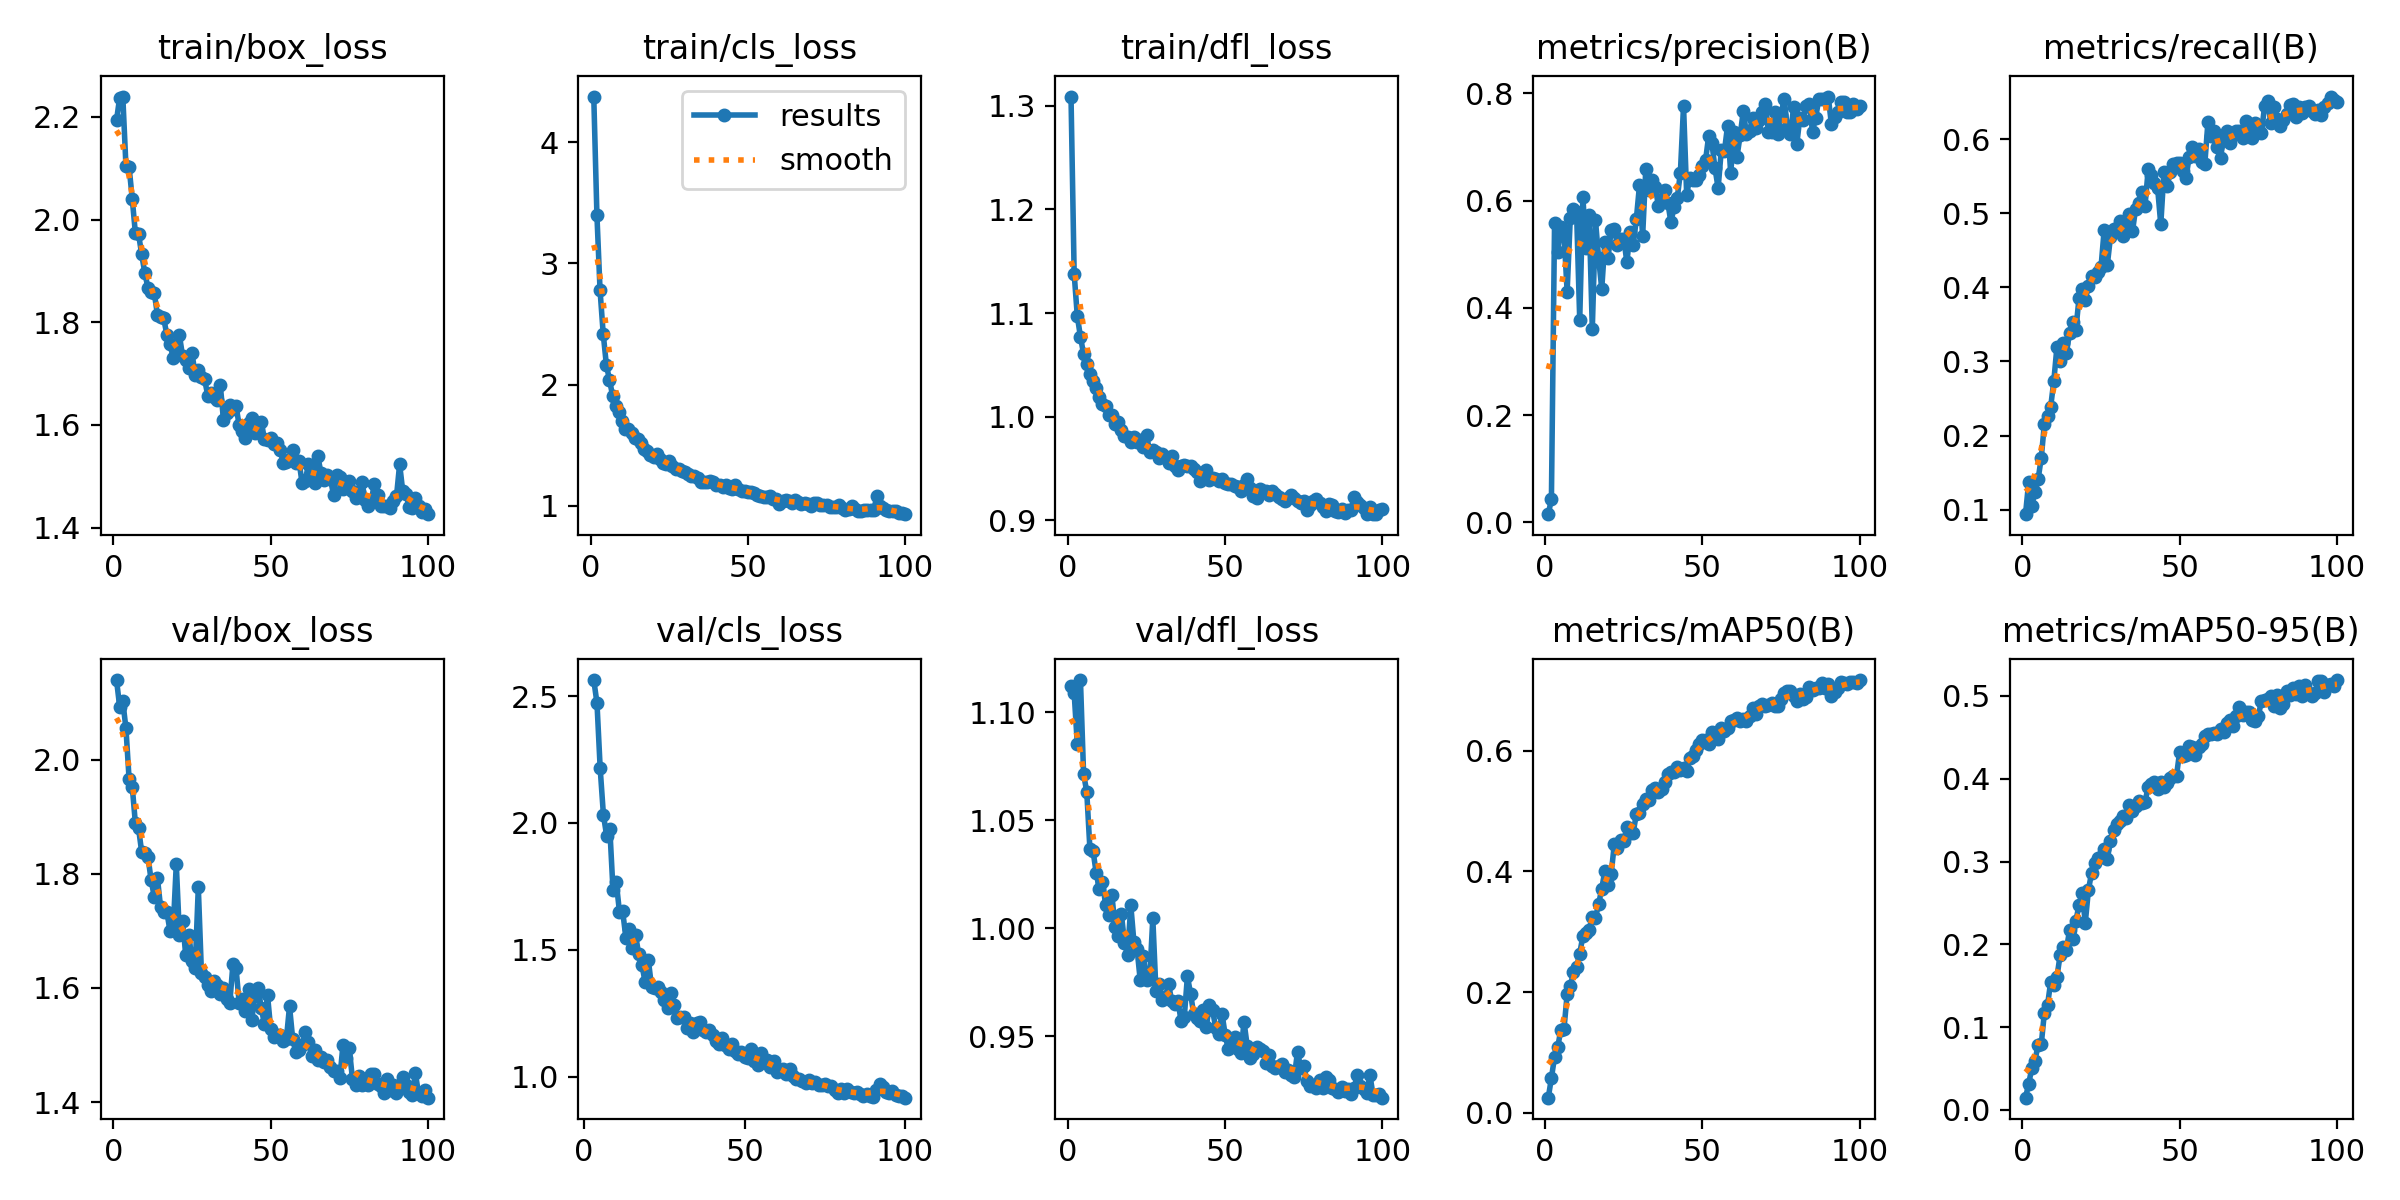 train/box_loss
2.2
2.0
1.8
1.6
1.4
0 50 100
train/cls_loss
results
smooth
4
3
2
1
0 50 100
train/dfl_loss
1.3
1.2
1.1
1.0
0.9
0 50 100
metrics/precision(B)
0.8
0.6
0.4
0.2
0.0
0 50 100
metrics/recall(B)
0.6
0.5
0.4
0.3
0.2
0.1
0 50 100
val/box_loss
2.0
1.8
1.6
1.4
0 50 100
val/cls_loss
2.5
2.0
1.5
1.0
0 50 100
val/dfl_loss
1.10
1.05
1.00
0.95
0 50 100
metrics/mAP50(B)
0.6
0.4
0.2
0.0
0 50 100
metrics/mAP50-95(B)
0.5
0.4
0.3
0.2
0.1
0.0
0 50 100